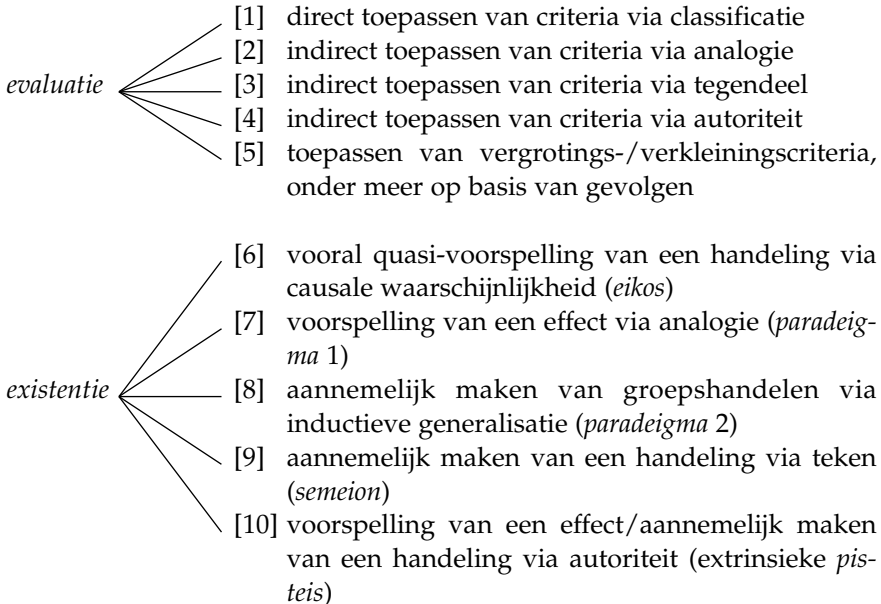 [1] direct toepassen van criteria via classificatie
[2] indirect toepassen van criteria via analogie
evaluatie [3] indirect toepassen van criteria via tegendeel
[4] indirect toepassen van criteria via autoriteit
[5] toepassen van vergrotings-/verkleiningscriteria,
onder meer op basis van gevolgen
[6] vooral quasi-voorspelling van een handeling via
causale waarschijnlijkheid (eikos)
[7] voorspelling van een effect via analogie (paradeig-
ma 1)
existentie [8] aannemelijk maken van groepshandelen via
inductieve generalisatie (paradeigma 2)
[9] aannemelijk maken van een handeling via teken
(semeion)
[10] voorspelling van een effect/aannemelijk maken
van een handeling via autoriteit (extrinsieke pis-
teis)